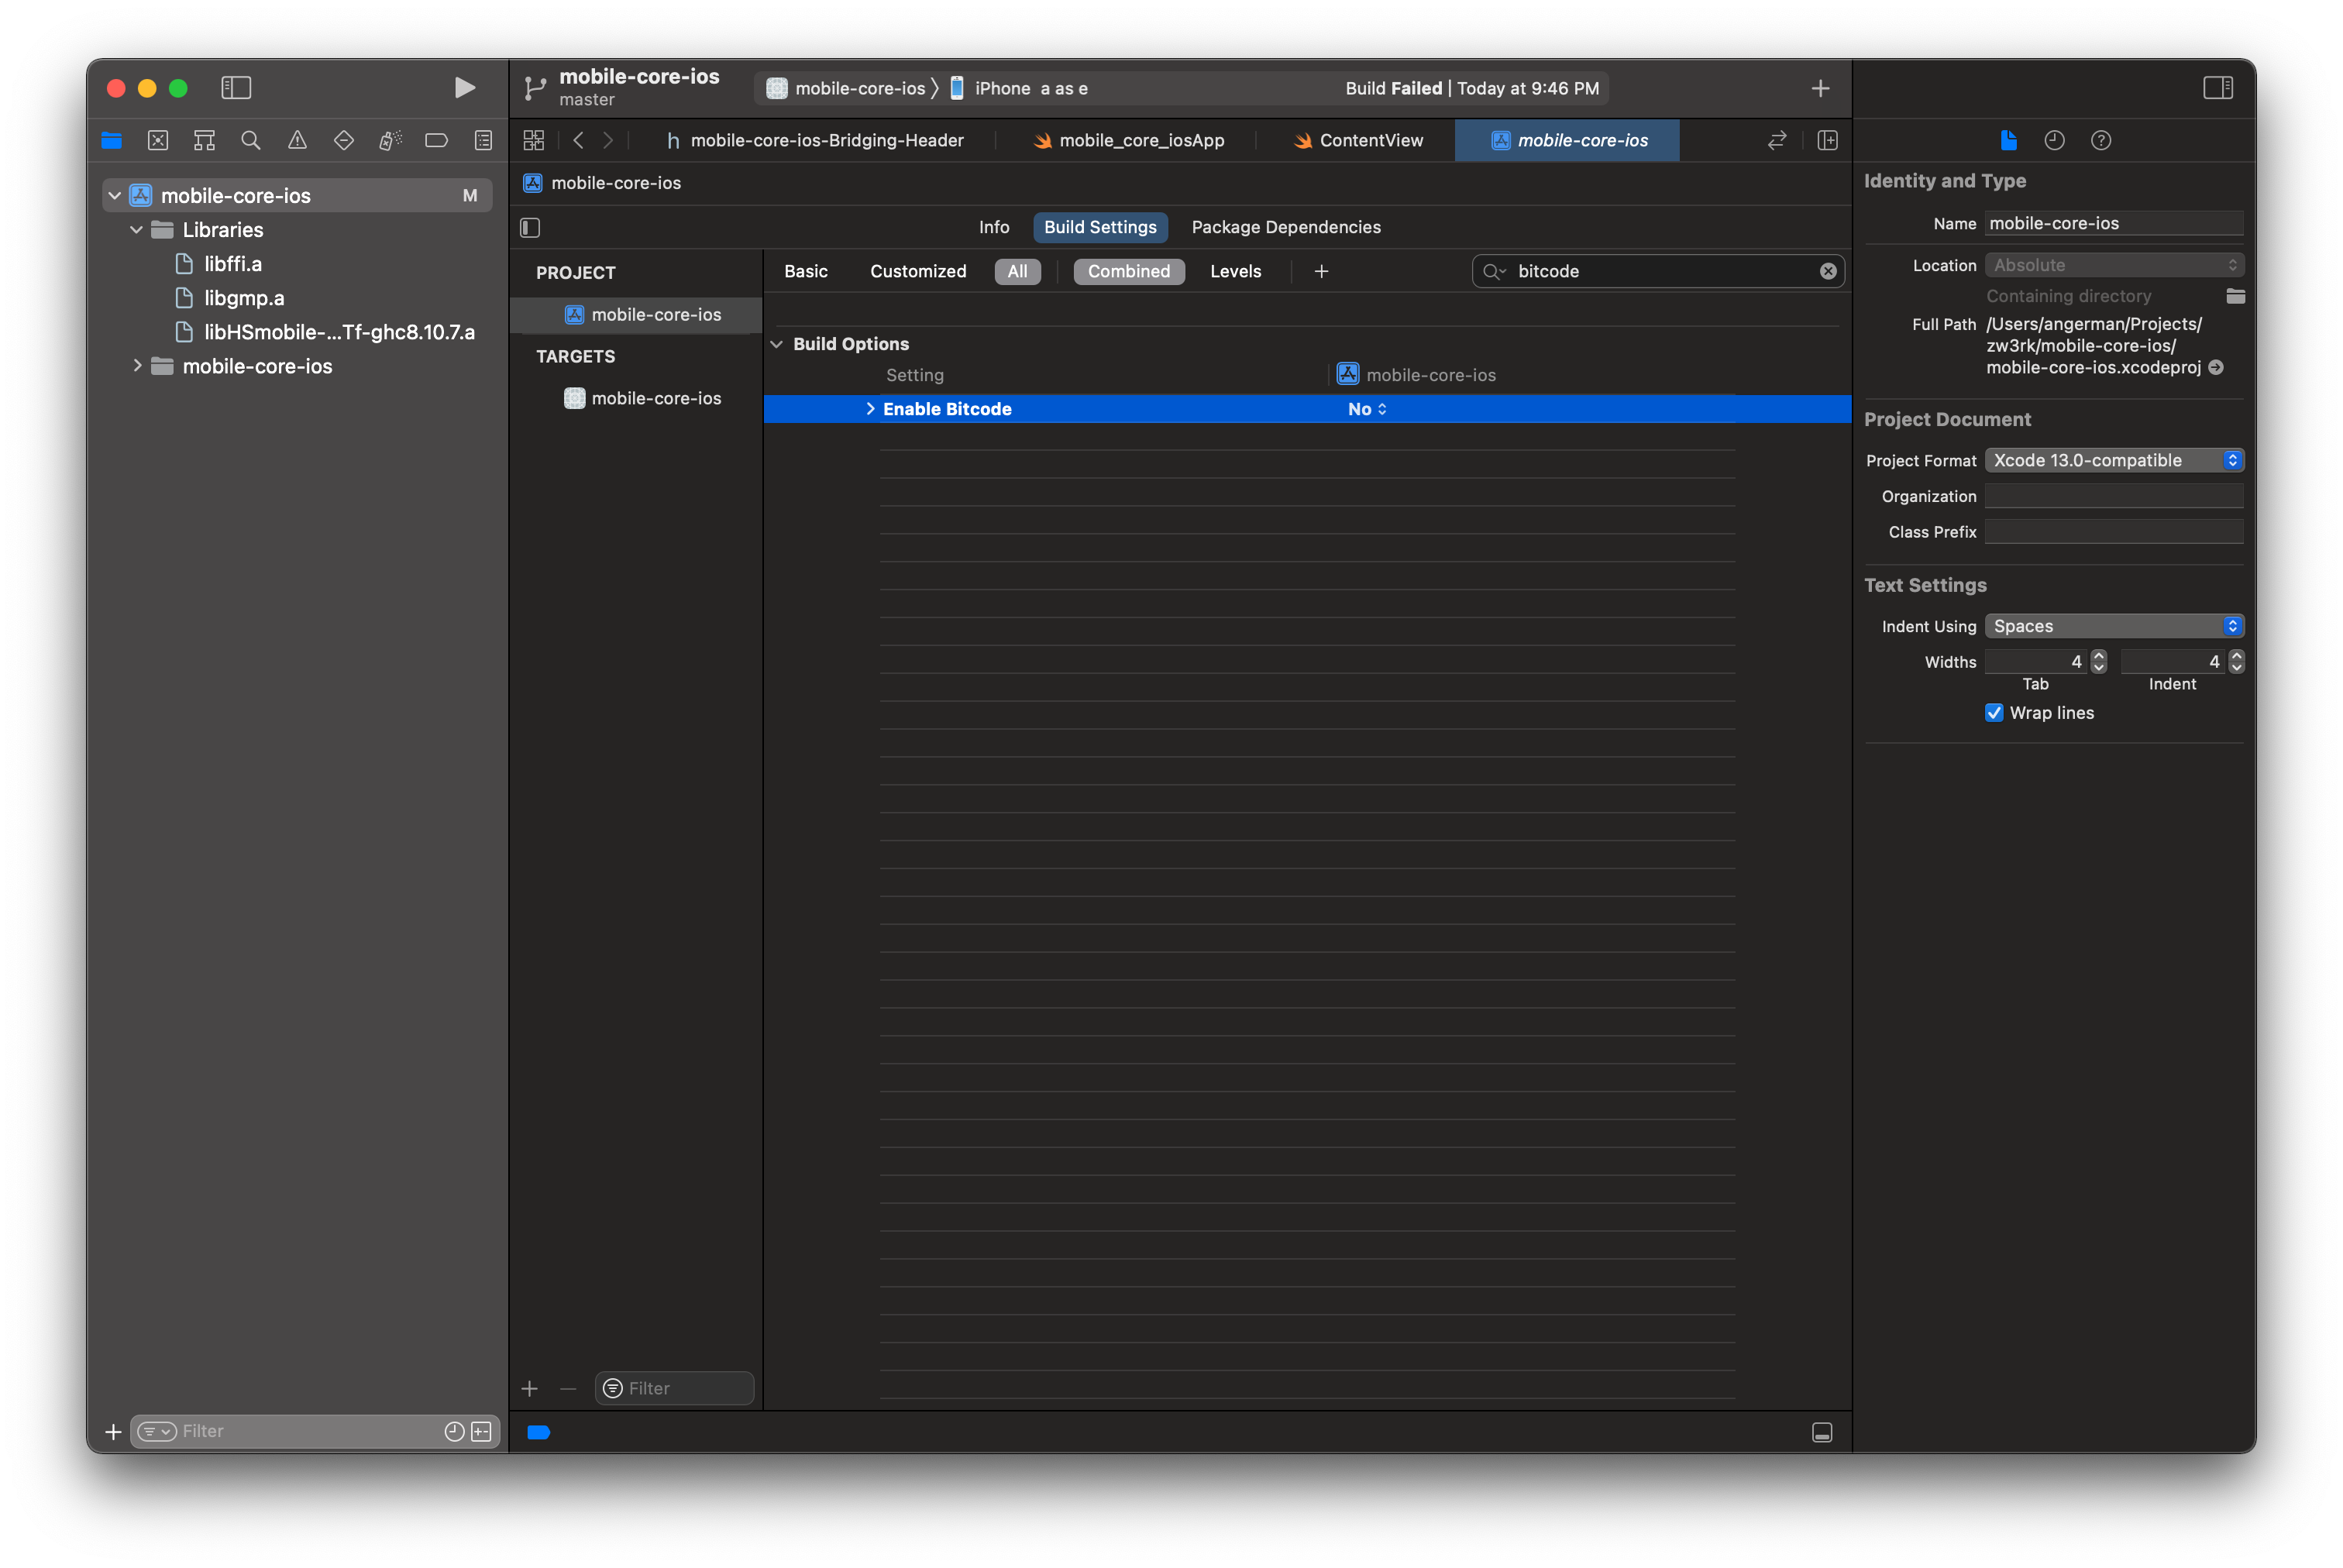 mobile-core-ios
master
mobile-core-ios
iPhone a as e
Build Failed | Today at 9:46 PM
mobile-core-ios-Bridging-Header
mobile_core_iosApp
ContentView
mobile-core-ios
mobile-core-ios M
Libraries
libffi.a
libgmp.a
libHSmobile-...Tf-ghc8.10.7.a
mobile-core-ios
Filter
mobile-core-ios
Info
Build Settings
Package Dependencies
PROJECT
mobile-core-ios
TARGETS
mobile-core-ios
Filter
Basic
Customized
All
Combined
Levels
bitcode
Build Options
Setting
mobile-core-ios
Enable Bitcode
No
Identity and Type
Name mobile-core-ios
Location Absolute
Containing directory
Full Path /Users/angerman/Projects/
zw3rk/mobile-core-ios/
mobile-core-ios.xcodeproj
Project Document
Project Format Xcode 13.0-compatible
Organization
Class Prefix
Text Settings
Indent Using Spaces
Widths 4 4
Tab Indent
Wrap lines